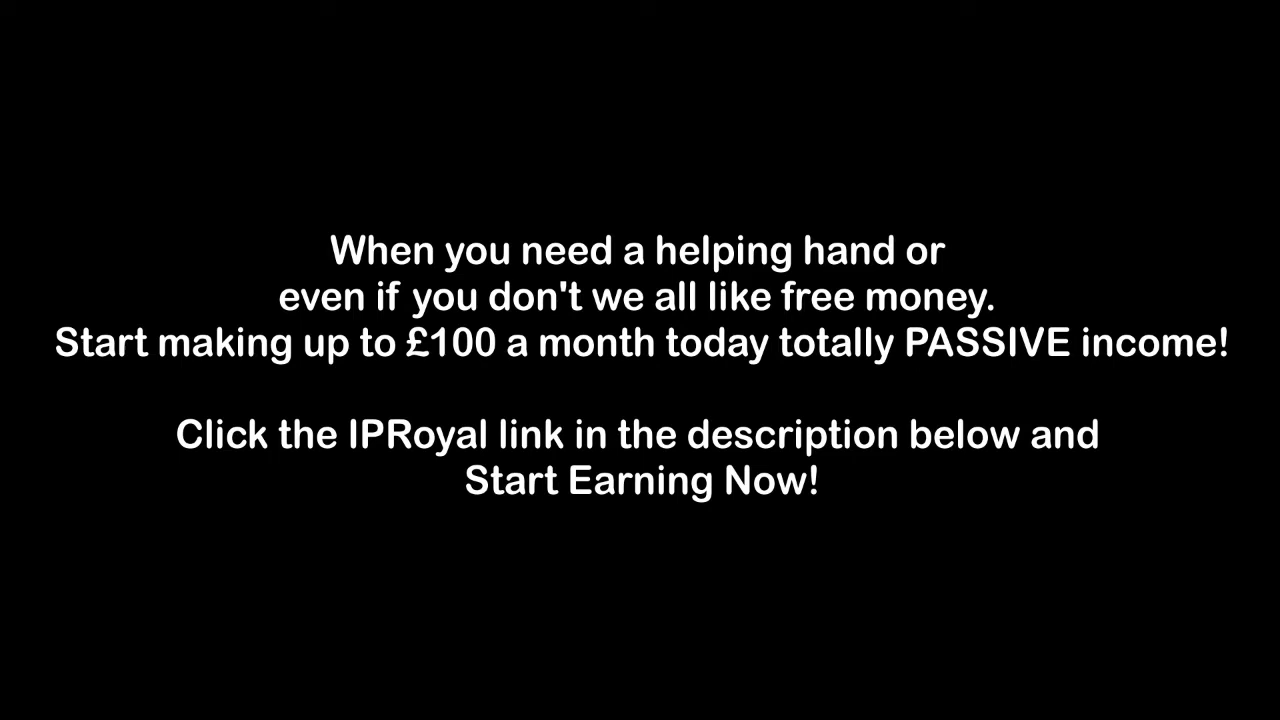 When you need a helping hand or
even if you don't we all like free money.
Start making up to £100 a month today totally PASSIVE income!
Click the IPRoyal link in the description below and
Start Earning Now!